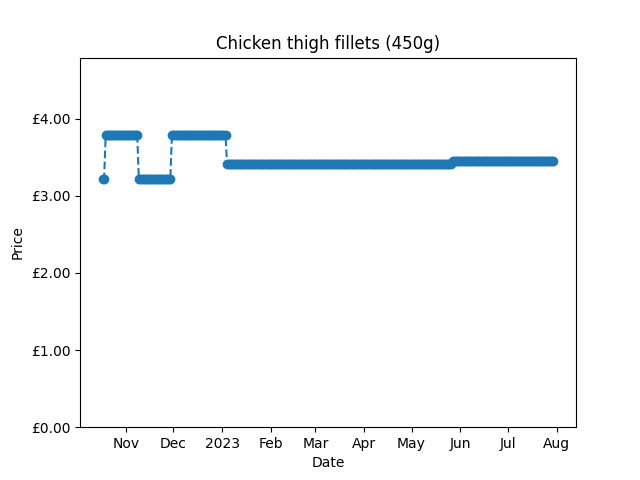 Chicken thigh fillets (450g)
£4.00
£3.00
£2.00
£1.00
£0.00
Price
Nov Dec 2023 Feb Mar Apr May Jun Jul Aug
Date